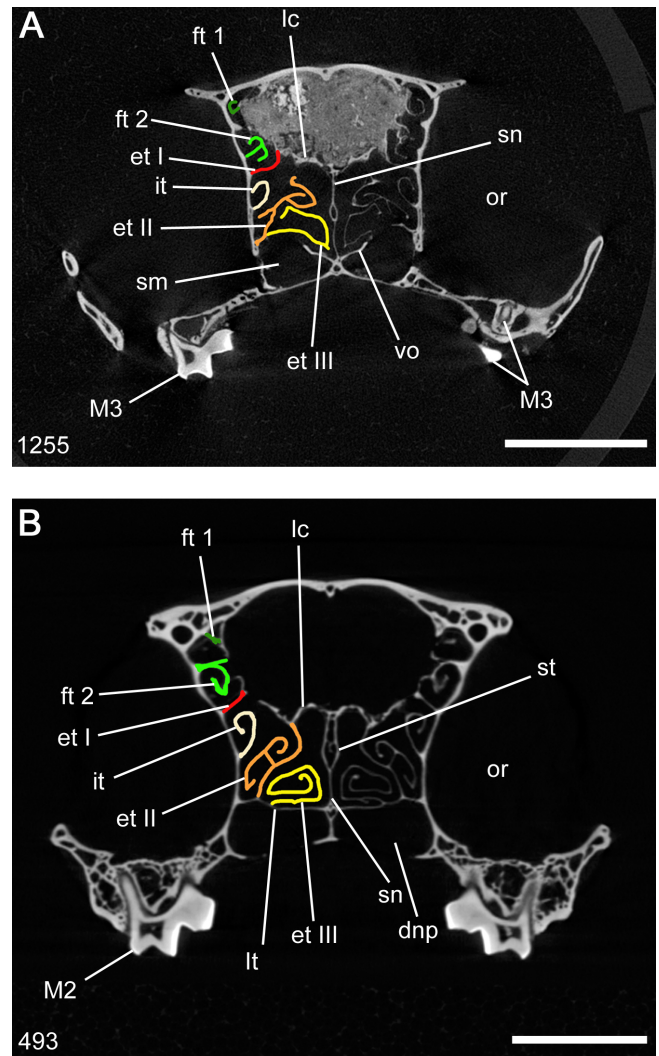 A
lc
ft 1
ft 2
sn
et I
it
or
et II
sm
et III
vo
M3
M3
1255
B
ft 1
lc
ft 2
st
et I
it
or
et II
sn
et III
dnp
lt
M2
493